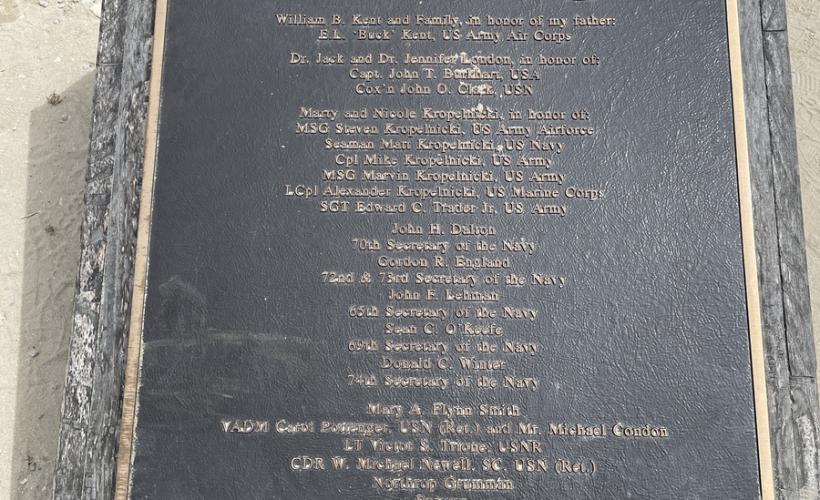 William B. Kent and Family, in honor of my father:
E.L. "Buck" Kent, US Army Air Corps
Dr. Jack and Dr. Jennifer London, in honor of:
Capt. John T. Burkhart, USA
Cox'n John O. Clark, USN
Marty and Nicole Kropelnicki, in honor of:
MSG Steven Kropelnicki, US Army Airforce
Seaman Matt Kropelnicki, US Navy
Cpl Mike Kropelnicki, US Army
MSG Marvin Kropelnicki, US Army
LCpl Alexander Kropelnicki, US Marine Corps
SGT Edward C. Trader Jr, US Army
John H. Dalton
70th Secretary of the Navy
Gordon R. England
72nd & 73rd Secretary of the Navy
John F. Lehman
65th Secretary of the Navy
Sean C. O'Keefe
69th Secretary of the Navy
Donald C. Winter
74th Secretary of the Navy
Mary A. Flynn Smith
VADM Carol Pottenger, USN (Ret.) and Mr. Michael Condon
LT Victor S. Trione, USNR
CDR W. Michael Newell, SC, USN (Ret.)
Northrop Grumman